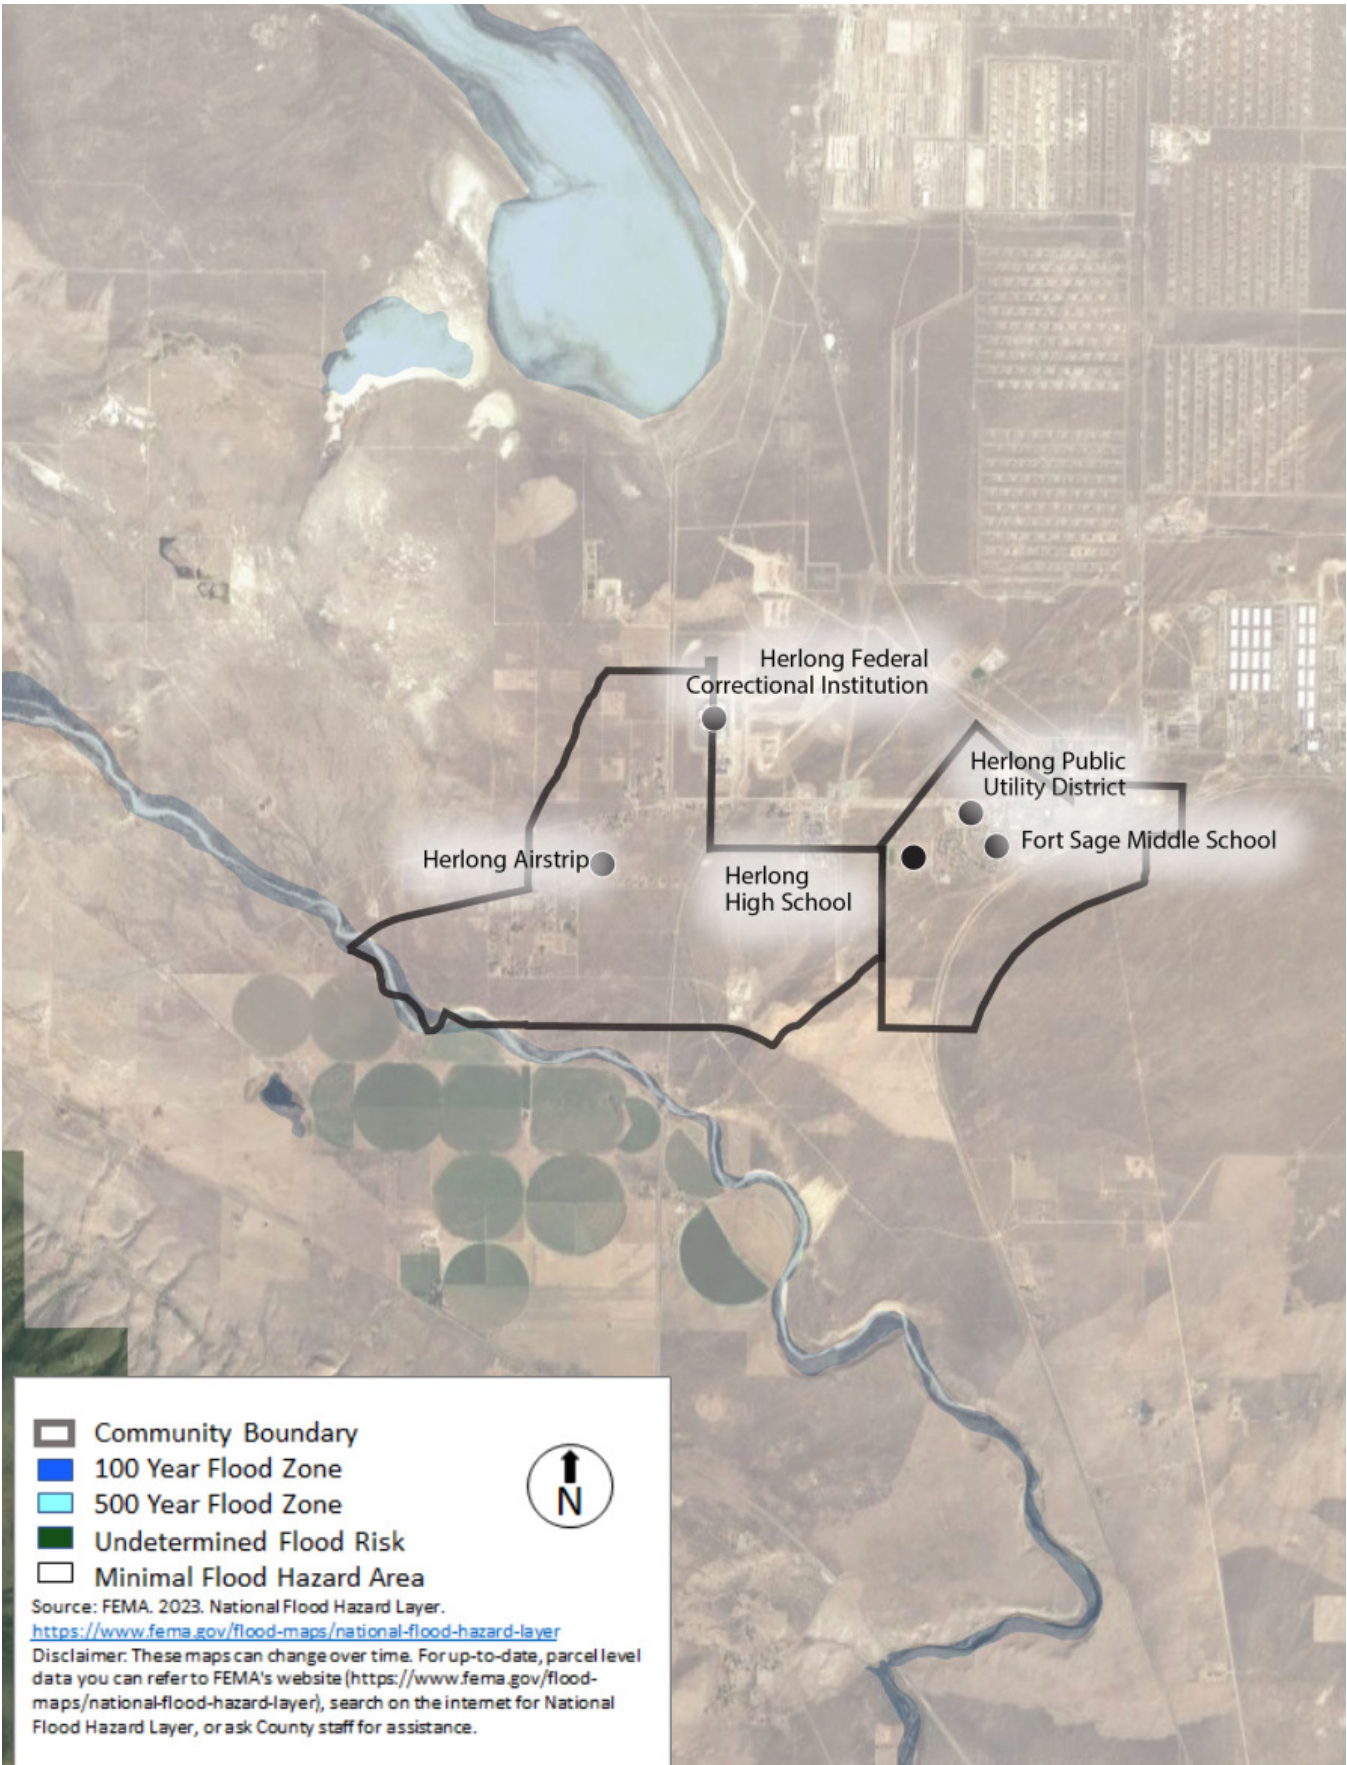 Herlong Federal
Correctional Institution
Herlong Public
Utility District
Fort Sage Middle School
Herlong Airstrip
Herlong
High School
Community Boundary
100 Year Flood Zone
500 Year Flood Zone
Undetermined Flood Risk
Minimal Flood Hazard Area
N
Source: FEMA. 2023. National Flood Hazard Layer.
https://www.fema.gov/flood-maps/national-flood-hazard-layer
Disclaimer: These maps can change over time. For up-to-date, parcel level
data you can refer to FEMA's website (https://www.fema.gov/flood-
maps/national-flood-hazard-layer), search on the internet for National
Flood Hazard Layer, or ask County staff for assistance.